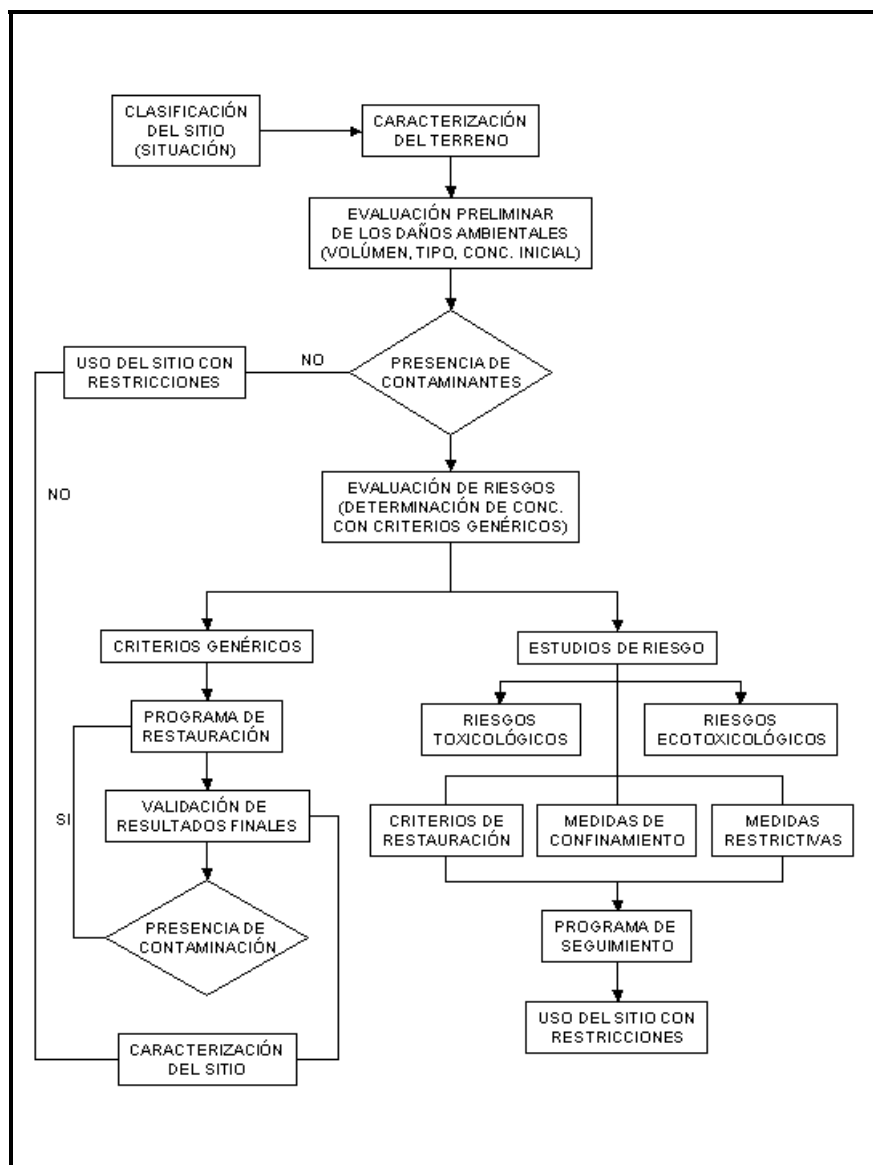 CLASIFICACIÓN
DEL SITIO
(SITUACIÓN)
CARACTERIZACIÓN
DEL TERRENO
EVALUACIÓN PRELIMINAR
DE LOS DAÑOS AMBIENTALES
(VOLÚMEN, TIPO, CONC. INICIAL)
USO DEL SITIO CON
RESTRICCIONES
NO
PRESENCIA DE
CONTAMINANTES
NO
EVALUACIÓN DE RIESGOS
(DETERMINACIÓN DE CONC.
CON CRITERIOS GENÉRICOS)
CRITERIOS GENÉRICOS
ESTUDIOS DE RIESGO
PROGRAMA DE
RESTAURACIÓN
RIESGOS
TOXICOLÓGICOS
RIESGOS
ECOTOXICOLÓGICOS
SI
VALIDACIÓN DE
RESULTADOS FINALES
CRITERIOS DE
RESTAURACIÓN
MEDIDAS DE
CONFINAMIENTO
MEDIDAS
RESTRICTIVAS
PRESENCIA DE
CONTAMINACIÓN
PROGRAMA DE
SEGUIMIENTO
USO DEL SITIO CON
RESTRICCIONES
CARACTERIZACIÓN
DEL SITIO